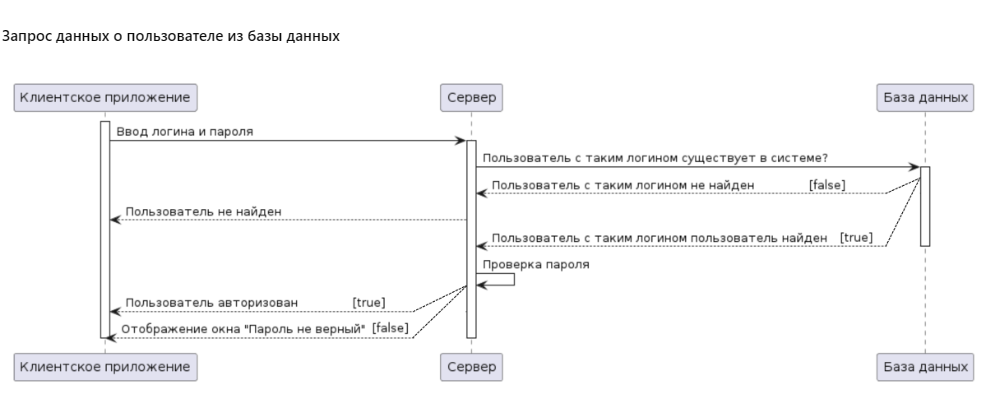 Запрос данных о пользователе из базы данных
Клиентское приложение
Сервер
База данных
Ввод логина и пароля
Пользователь с таким логином существует в системе?
Пользователь с таким логином не найден [false]
Пользователь не найден
Пользователь с таким логином пользователь найден [true]
Проверка пароля
Пользователь авторизован [true]
Отображение окна "Пароль не верный" [false]
Клиентское приложение
Сервер
База данных